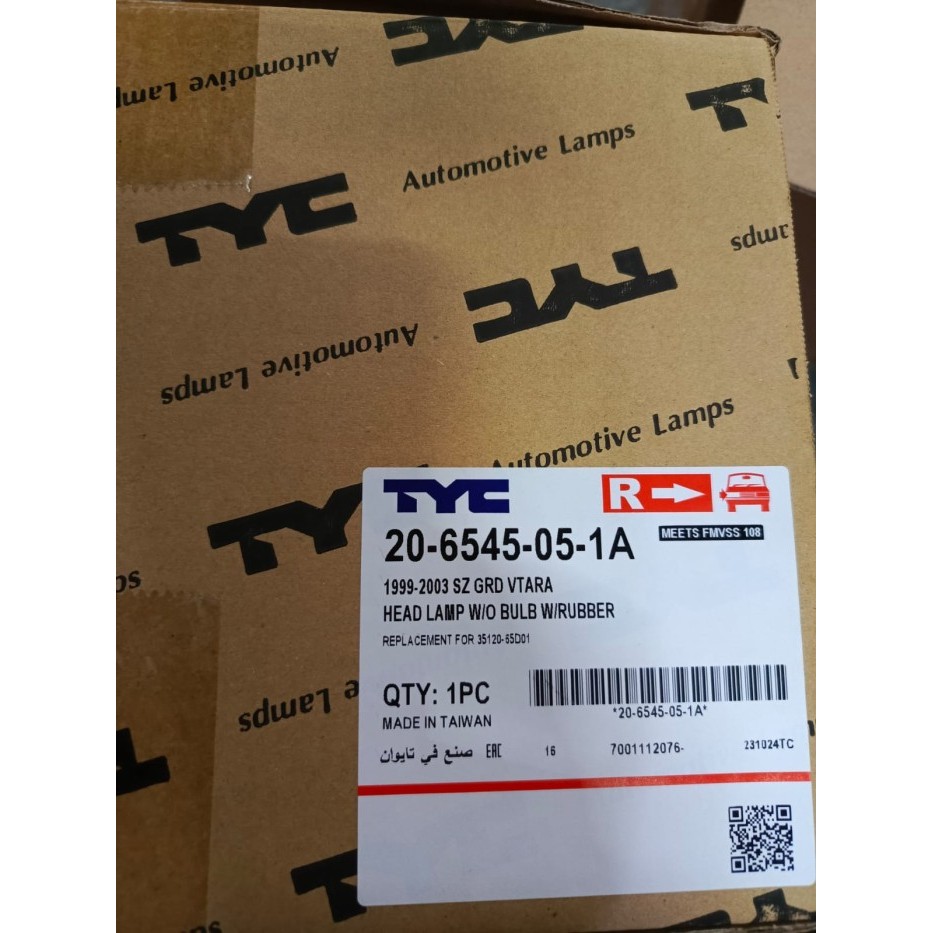 Automotive Lamps
TYC
Automotive Lamps
TYC
Automotive Lamps
TYC
Automotive Lamps
TYC
Lamps
TYC
R
20-6545-05-1A
MEETS FMVSS 108
1999-2003 SZ GRD VTARA
HEAD LAMP W/O BULB W/RUBBER
REPLACEMENT FOR 35120-65D01
QTY: 1PC
*20-6545-05-1A*
MADE IN TAIWAN
صنع في تايوان EAC 16 7001112076- 231024TC